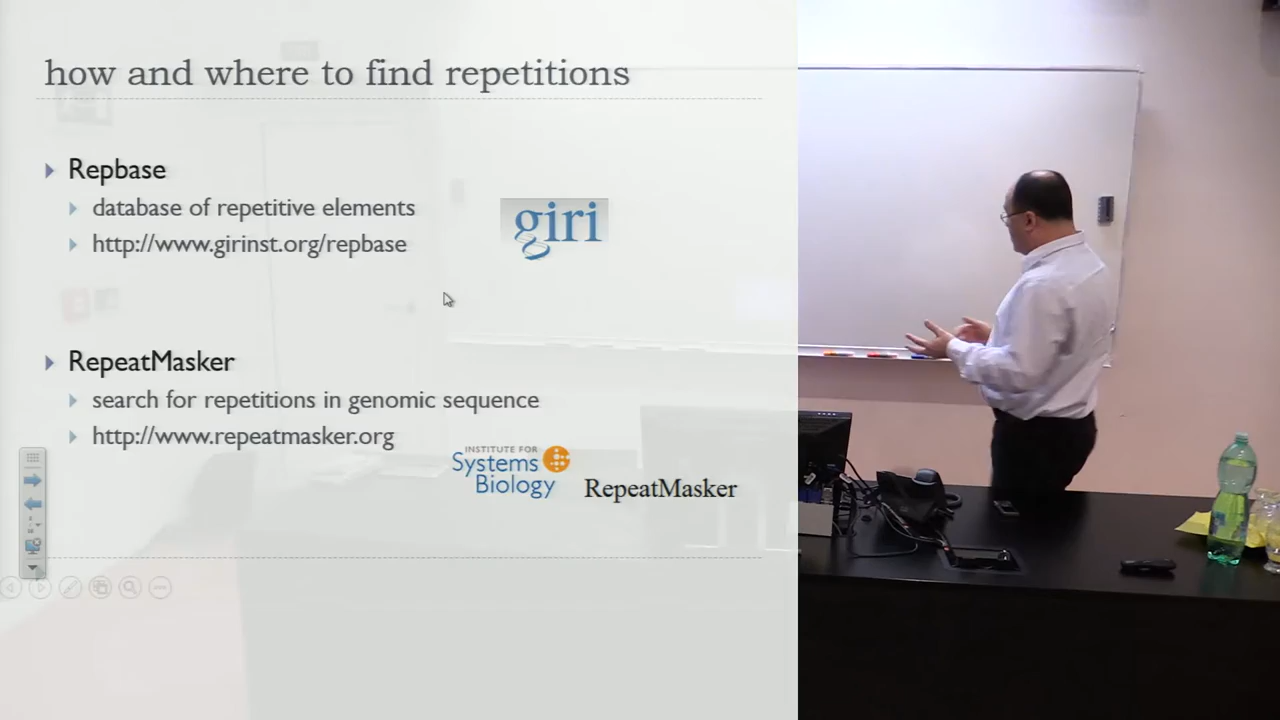 how and where to find repetitions
Repbase
database of repetitive elements
http://www.girinst.org/repbase
giri
RepeatMasker
search for repetitions in genomic sequence
http://www.repeatmasker.org
INSTITUTE FOR
Systems
Biology
RepeatMasker